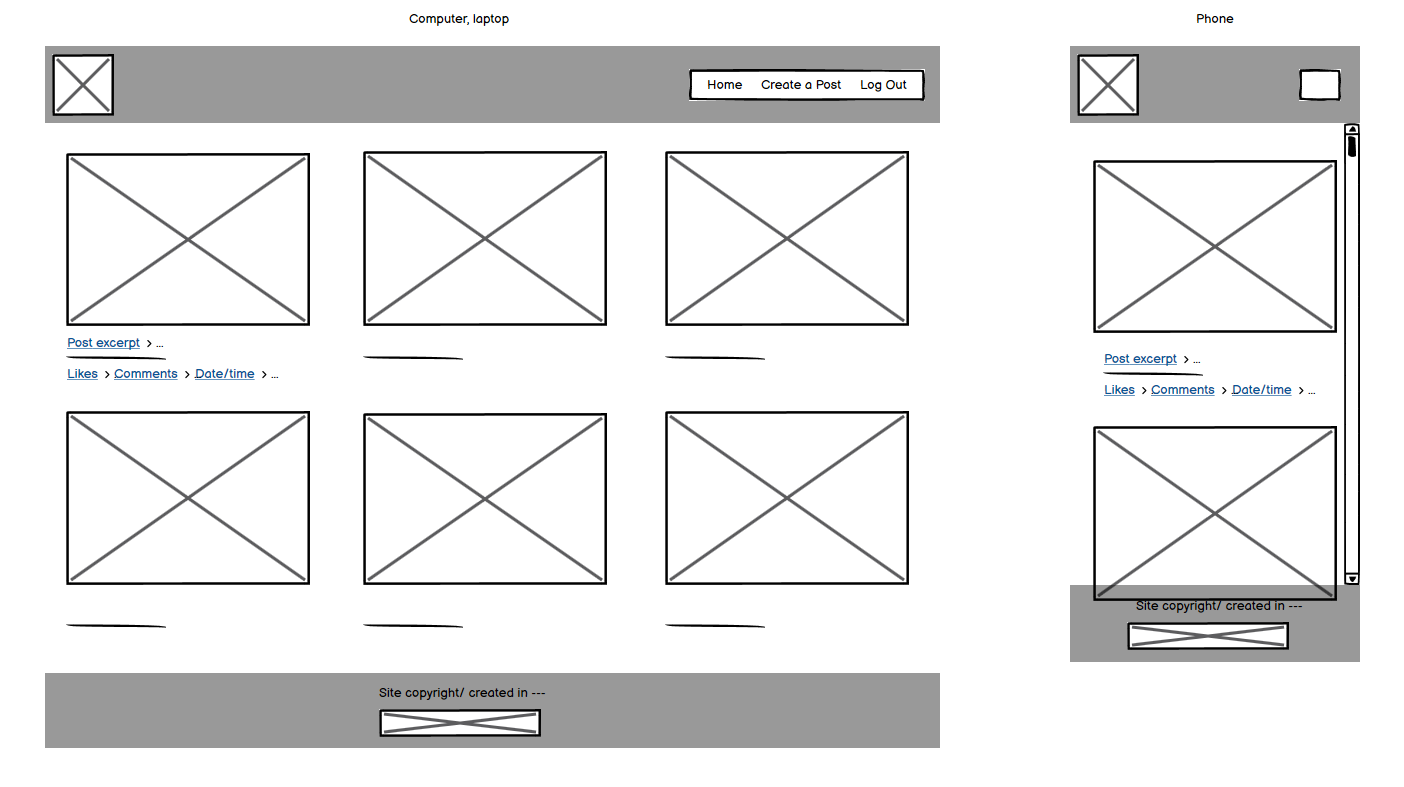 Computer, laptop
Home Create a Post Log Out
Post excerpt > ...
Likes > Comments > Date/time > ...
Site copyright/ created in ---
Phone
Post excerpt > ...
Likes > Comments > Date/time > ...
Site copyright/ created in ---